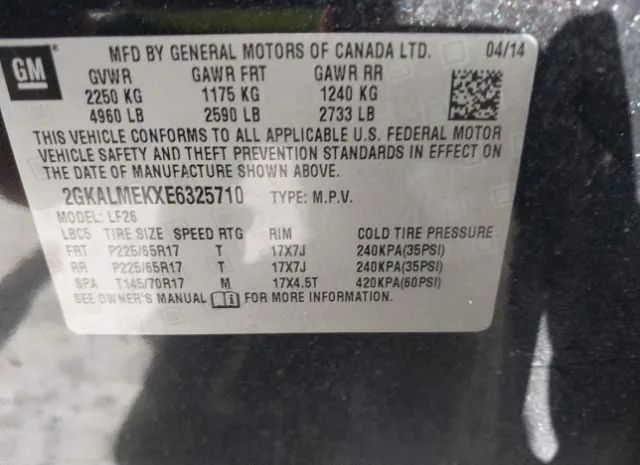 GM
MFD BY GENERAL MOTORS OF CANADA LTD. 04/14
GVWR GAWR FRT GAWR RR
2250 KG 1175 KG 1240 KG
4960 LB 2590 LB 2733 LB
THIS VEHICLE CONFORMS TO ALL APPLICABLE U.S. FEDERAL MOTOR
VEHICLE SAFETY AND THEFT PREVENTION STANDARDS IN EFFECT ON
THE DATE OF MANUFACTURE SHOWN ABOVE.
2GKALMEKXE6325710 TYPE: M.P.V.
MODEL: LF26
LBC5 TIRE SIZE SPEED RTG RIM COLD TIRE PRESSURE
FRT P225/65R17 T 17X7J 240KPA(35PSI)
RR P225/65R17 T 17X7J 240KPA(35PSI)
SPA T145/70R17 M 17X4.5T 420KPA(60PSI)
SEE OWNER'S MANUAL FOR MORE INFORMATION.